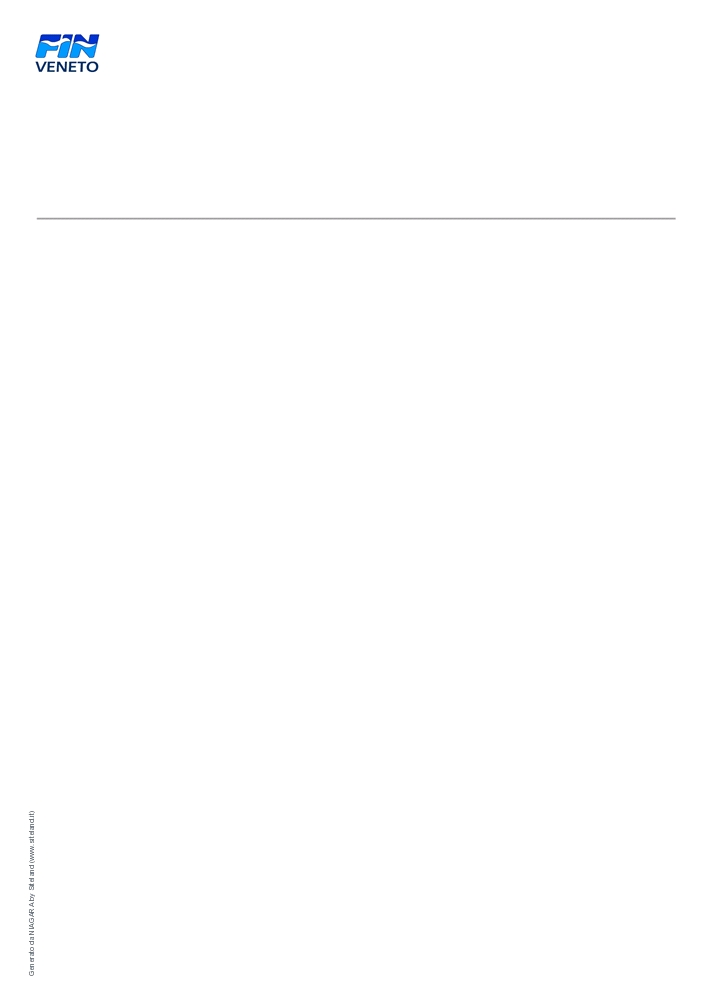 FIN
VENETO
Generato da NIAGARA by Siteland (www.siteland.it)